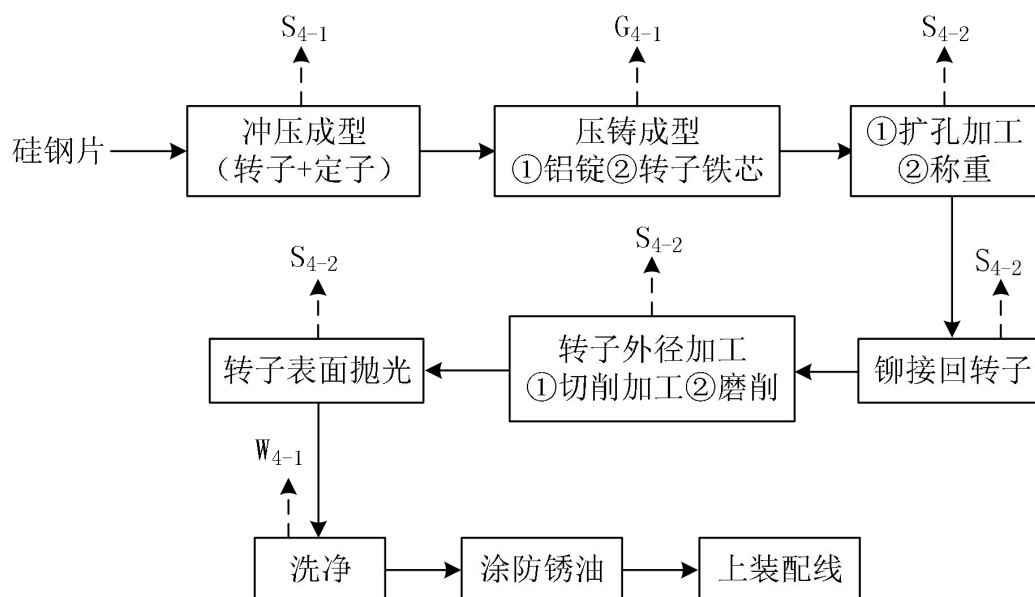 S4-1
G4-1
S4-2
硅钢片
冲压成型
（转子+定子）
压铸成型
①铝锭②转子铁芯
①扩孔加工
②称重
S4-2
S4-2
S4-2
转子表面抛光
转子外径加工
①切削加工②磨削
铆接回转子
W4-1
洗净
涂防锈油
上装配线